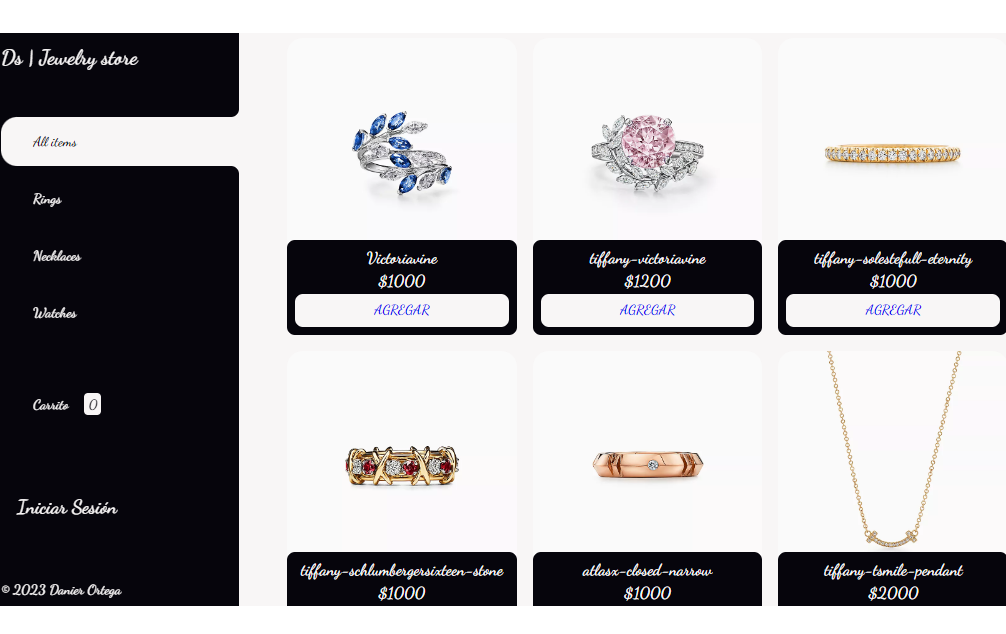 Ds | Jewelry store
All items
Rings
Necklaces
Watches
Carrito 0
Iniciar Sesión
© 2023 Danier Ortega
Victoriavine
$1000
AGREGAR
tiffany-victoriavine
$1200
AGREGAR
tiffany-solestefull-eternity
$1000
AGREGAR
tiffany-schlumbergersixteen-stone
$1000
atlasx-closed-narrow
$1000
tiffany-tsmile-pendant
$2000